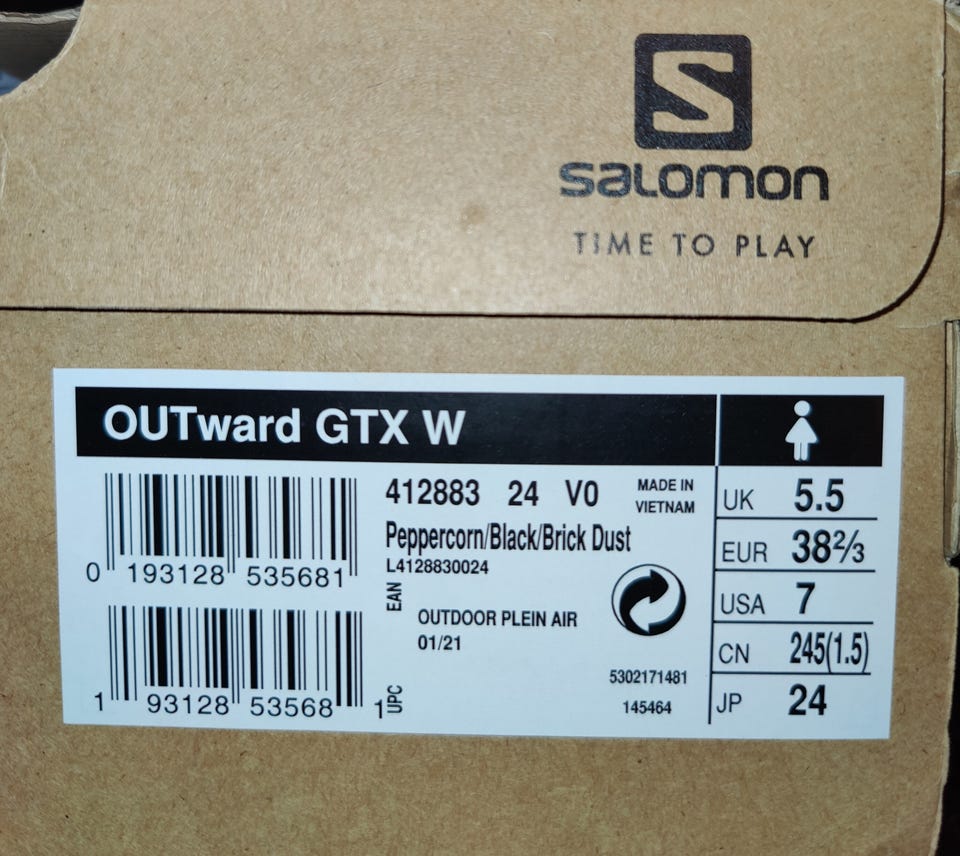 S
salomon
TIME TO PLAY
OUTward GTX W
0 193128 535681
412883 24 V0
MADE IN
VIETNAM
Peppercorn/Black/Brick Dust
L4128830024
EAN
OUTDOOR PLEIN AIR
01/21
5302171481
145464
1 93128 53568 1
UPC
UK 5.5
EUR 38⅔
USA 7
CN 245(1.5)
JP 24